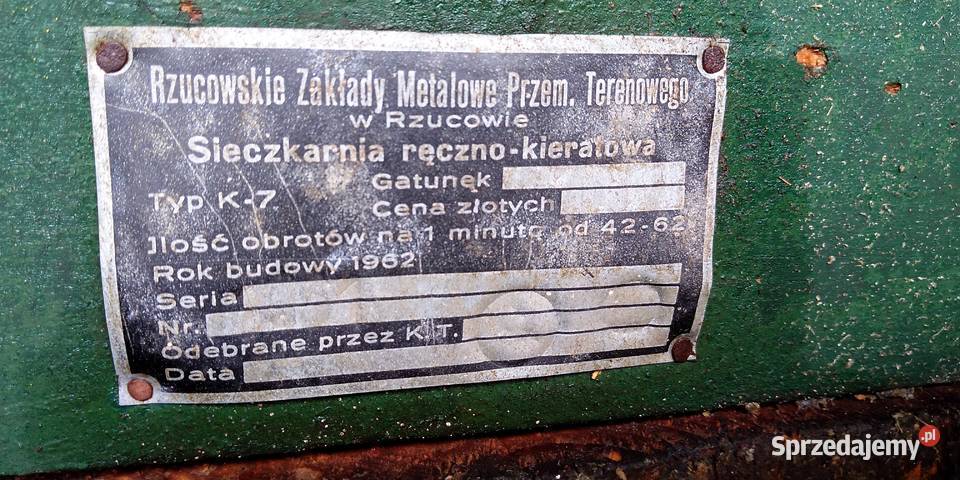 Rzucowskie Zakłady Metalowe Przem. Terenowego
w Rzucowie
Sieczkarnia ręczno-kieratowa
Gatunek
Typ K-7
Cena złotych
Ilość obrotów na 1 minutę od 42-62
Rok budowy 1962
Seria
Nr.
Odebrane przez K.T.
Data
Sprzedajemy.pl